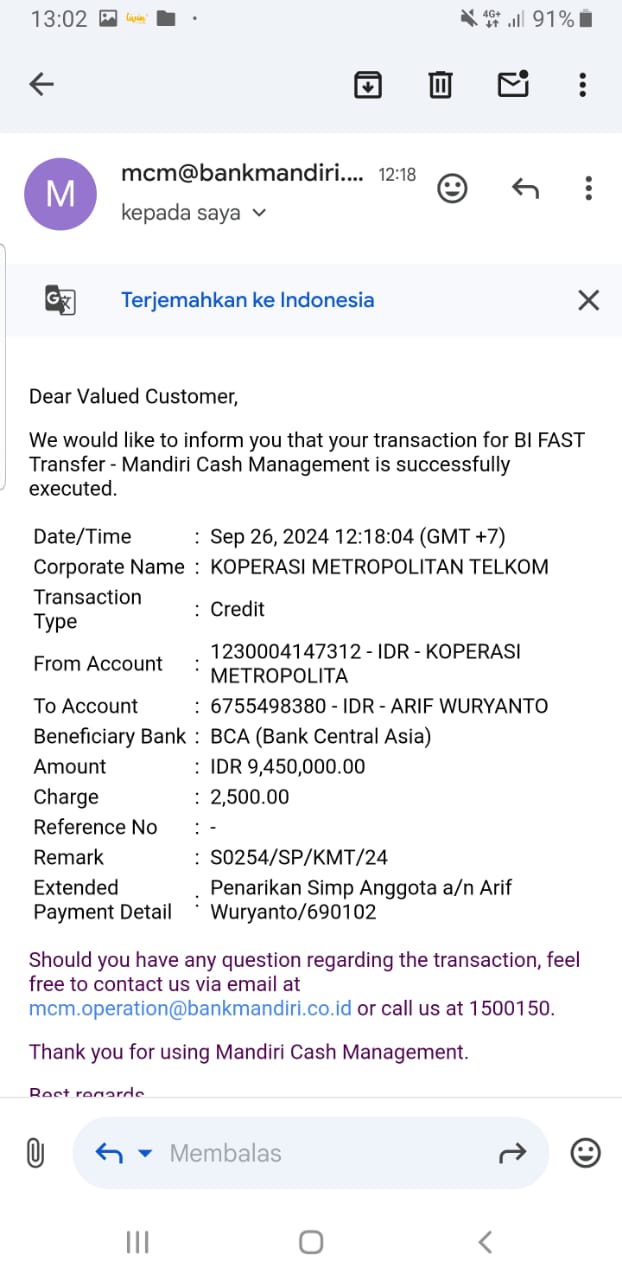 13:02
livin'
4G+
91%
M
mcm@bankmandiri.... 12:18
kepada saya
G
Terjemahkan ke Indonesia
Dear Valued Customer,
We would like to inform you that your transaction for BI FAST
Transfer - Mandiri Cash Management is successfully
executed.
Date/Time : Sep 26, 2024 12:18:04 (GMT +7)
Corporate Name : KOPERASI METROPOLITAN TELKOM
Transaction
Type : Credit
From Account : 1230004147312 - IDR - KOPERASI
METROPOLITA
To Account : 6755498380 - IDR - ARIF WURYANTO
Beneficiary Bank : BCA (Bank Central Asia)
Amount : IDR 9,450,000.00
Charge : 2,500.00
Reference No : -
Remark : S0254/SP/KMT/24
Extended
Payment Detail : Penarikan Simp Anggota a/n Arif
Wuryanto/690102
Should you have any question regarding the transaction, feel
free to contact us via email at
mcm.operation@bankmandiri.co.id or call us at 1500150.
Thank you for using Mandiri Cash Management.
Best regards
Membalas